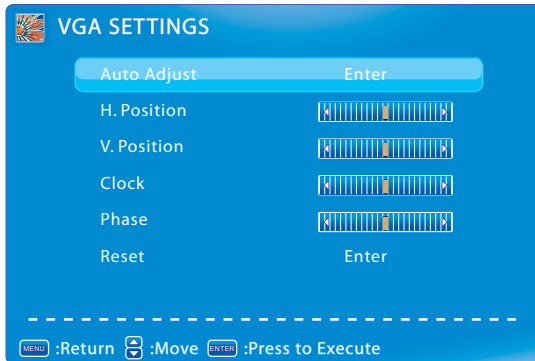 VGA SETTINGS
Auto Adjust Enter
H. Position
V. Position
Clock
Phase
Reset Enter
MENU :Return :Move ENTER :Press to Execute